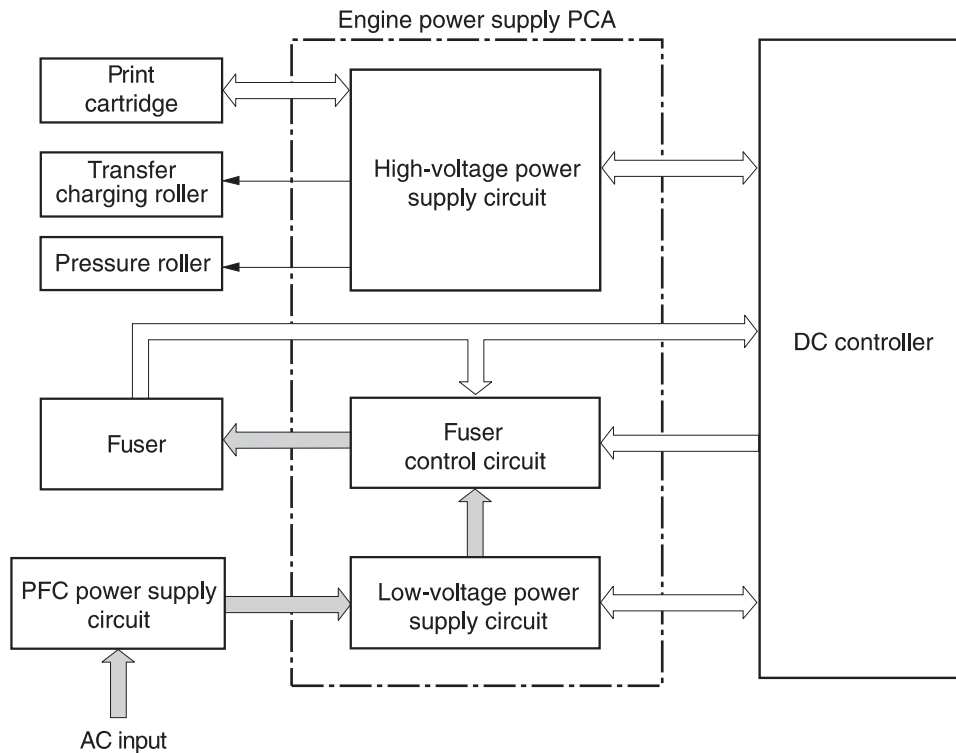 Engine power supply PCA
Print
cartridge
Transfer
charging roller
Pressure roller
High-voltage power
supply circuit
DC controller
Fuser
Fuser
control circuit
PFC power supply
circuit
Low-voltage power
supply circuit
AC input